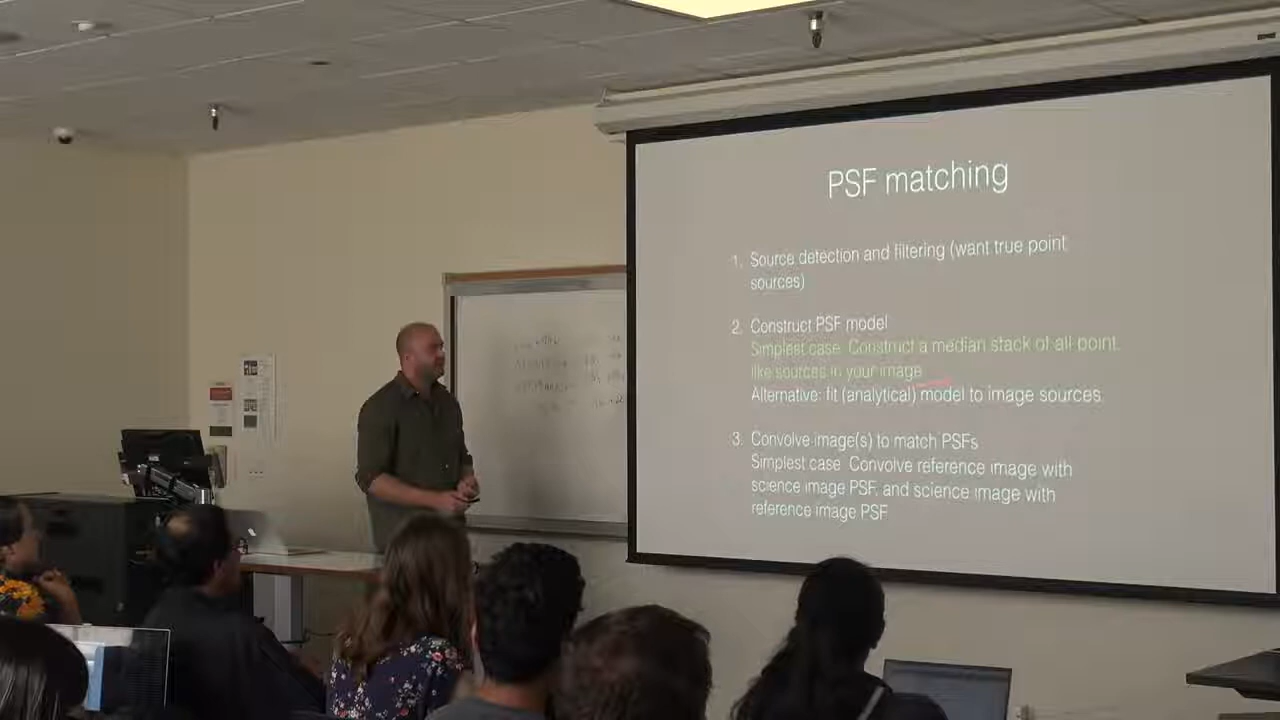 PSF matching
1. Source detection and filtering (want true point
sources)
2. Construct PSF model
Simplest case: Construct a median stack of all point
like sources in your image
Alternative: fit (analytical) model to image sources.
3. Convolve image(s) to match PSFs
Simplest case: Convolve reference image with
science image PSF, and science image with
reference image PSF